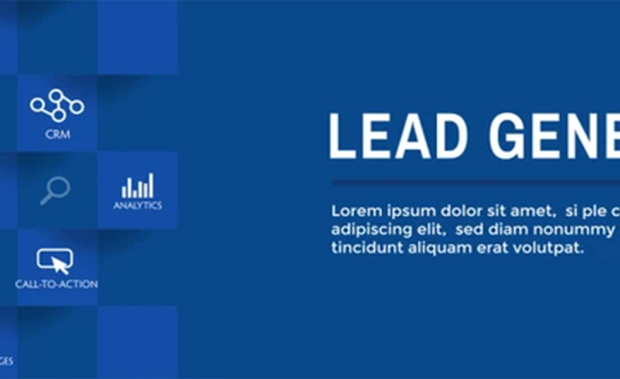 CRM
ANALYTICS
CALL-TO-ACTION
GES
LEAD GENE
Lorem ipsum dolor sit amet, si ple c
adipiscing elit, sed diam nonummy
tincidunt aliquam erat volutpat.